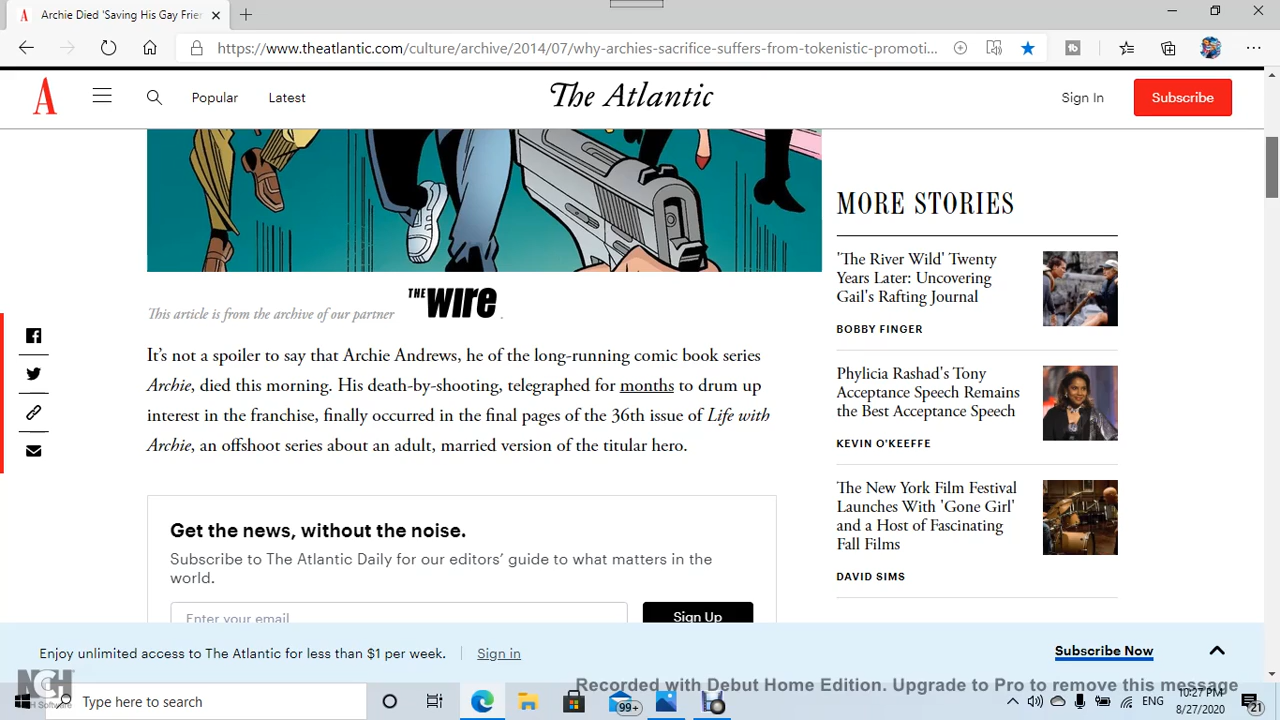 Archie Died 'Saving His Gay Frie
https://www.theatlantic.com/culture/archive/2014/07/why-archies-sacrifice-suffers-from-tokenistic-promoti...
A
Popular
Latest
The Atlantic
Sign In
Subscribe
This article is from the archive of our partner THE WIRE .
It's not a spoiler to say that Archie Andrews, he of the long-running comic book series
Archie, died this morning. His death-by-shooting, telegraphed for months to drum up
interest in the franchise, finally occurred in the final pages of the 36th issue of Life with
Archie, an offshoot series about an adult, married version of the titular hero.
Get the news, without the noise.
Subscribe to The Atlantic Daily for our editors' guide to what matters in the
world.
Enter your email
Sign Up
MORE STORIES
'The River Wild' Twenty
Years Later: Uncovering
Gail's Rafting Journal
BOBBY FINGER
Phylicia Rashad's Tony
Acceptance Speech Remains
the Best Acceptance Speech
KEVIN O'KEEFFE
The New York Film Festival
Launches With 'Gone Girl'
and a Host of Fascinating
Fall Films
DAVID SIMS
Enjoy unlimited access to The Atlantic for less than $1 per week.
Sign in
Subscribe Now
NCH Software
Recorded with Debut Home Edition. Upgrade to Pro to remove this message
Type here to search
99+
ENG
10:27 PM
8/27/2020
21